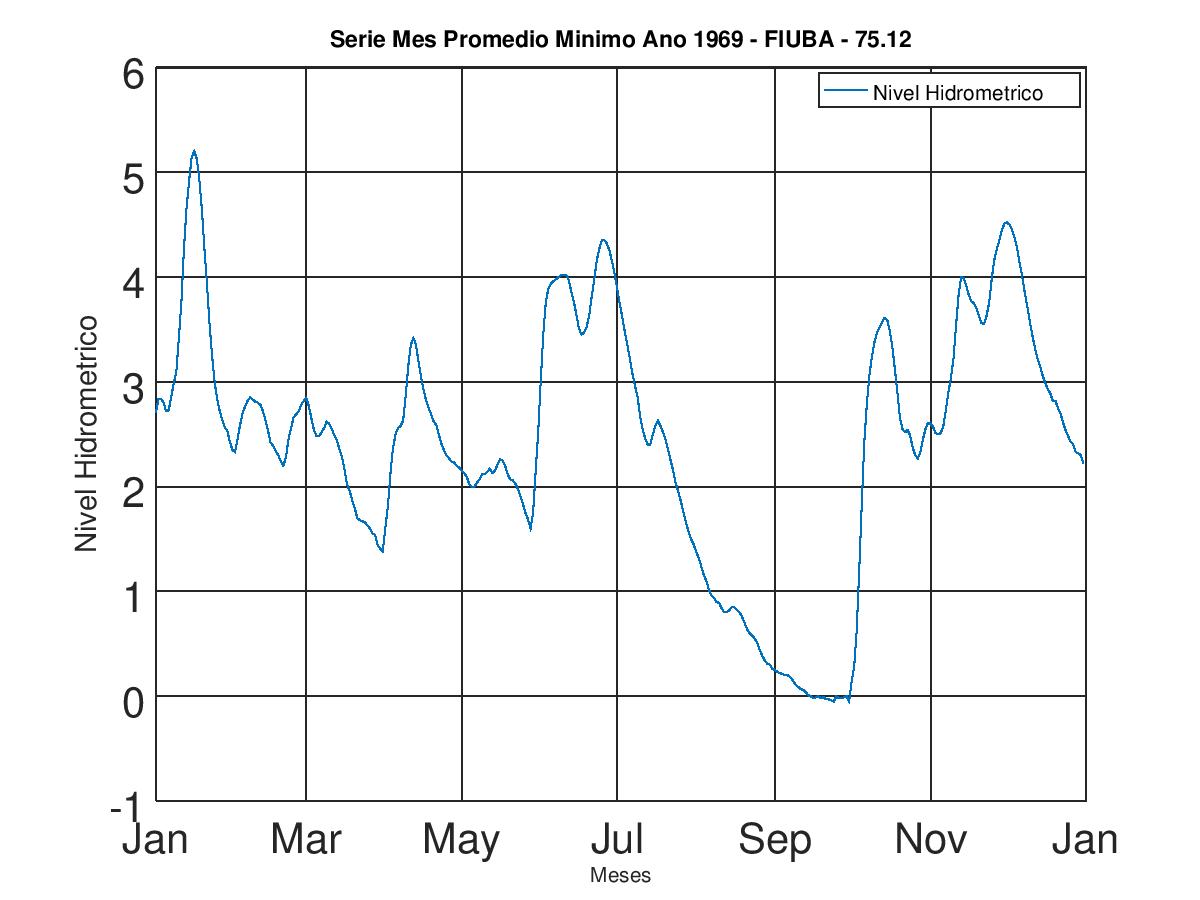 Serie Mes Promedio Minimo Ano 1969 - FIUBA - 75.12
Nivel Hidrometrico
6
5
4
3
2
1
0
-1
Nivel Hidrometrico
Jan Mar May Jul Sep Nov Jan
Meses